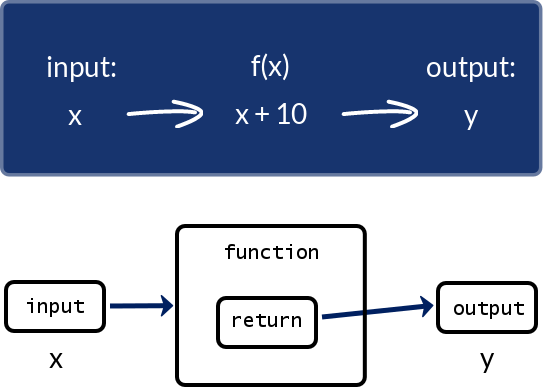 input: f(x) output:
x x + 10 y
function
input return output
x y